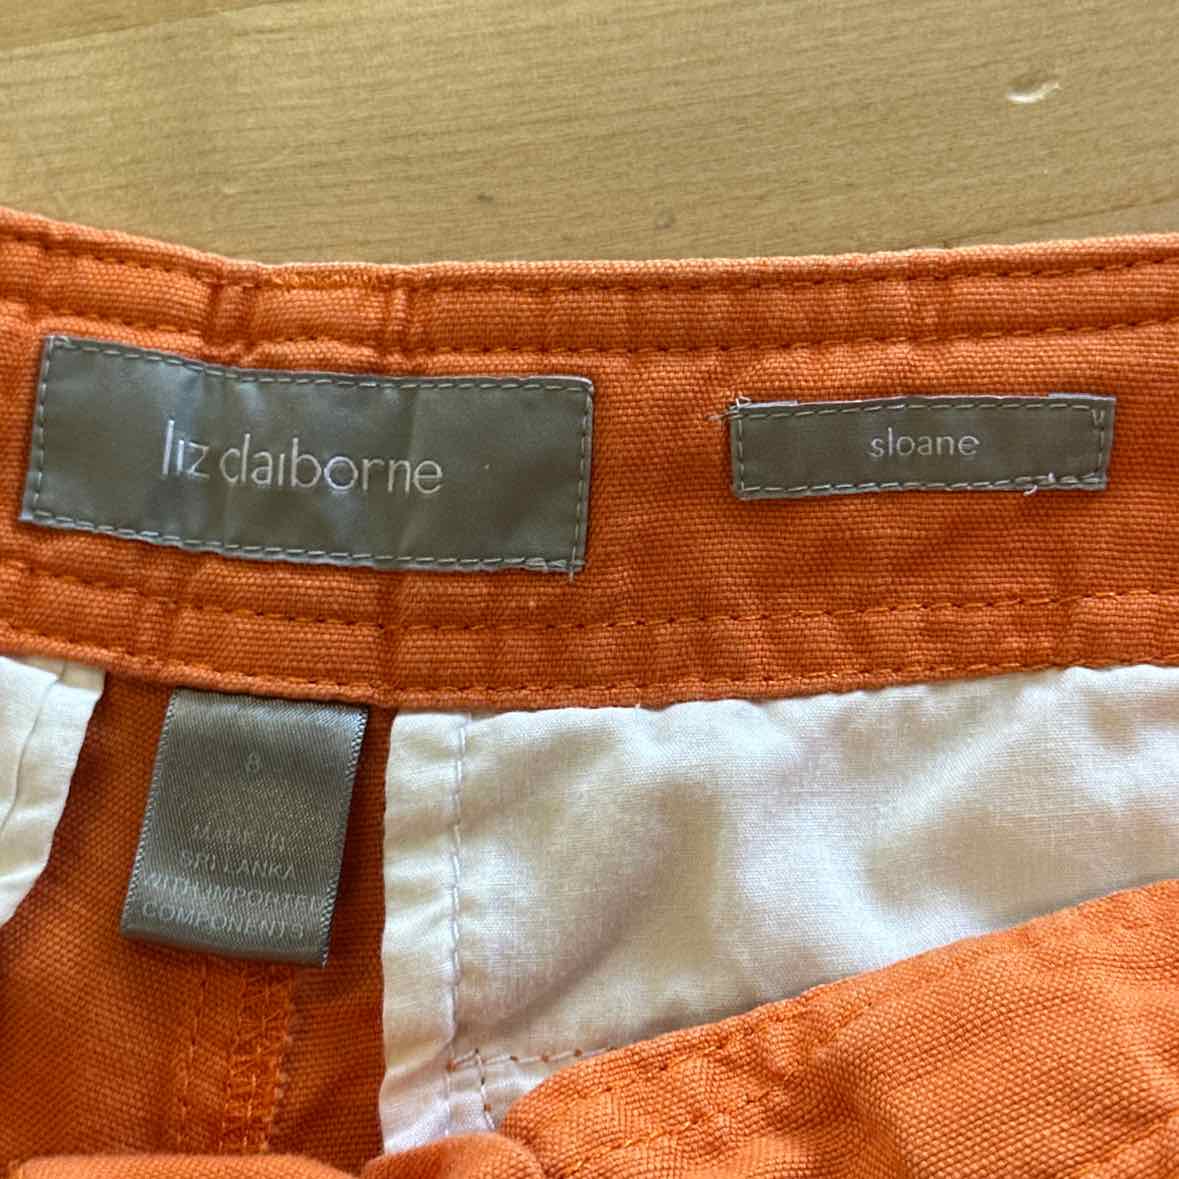 liz claiborne
sloane
8
MADE IN
SRI LANKA
WITH IMPORTED
COMPONENTS